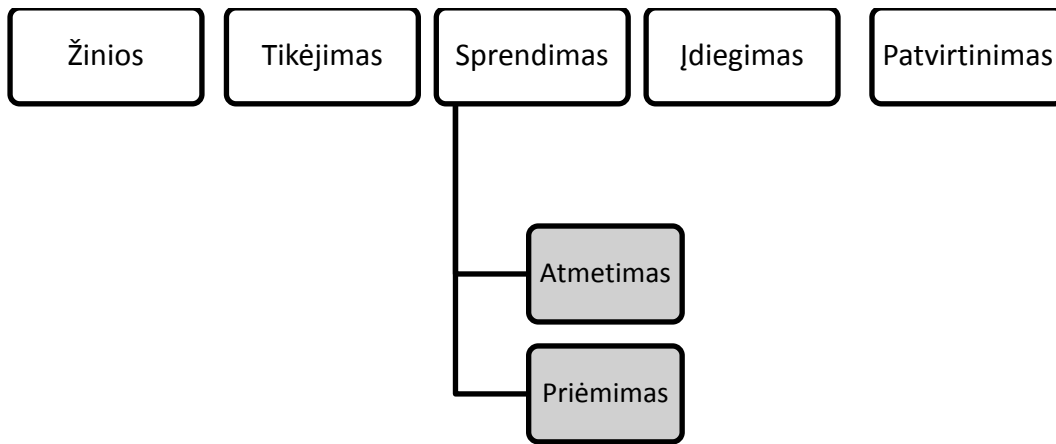 Žinios
Tikėjimas
Sprendimas
Įdiegimas
Patvirtinimas
Atmetimas
Priėmimas